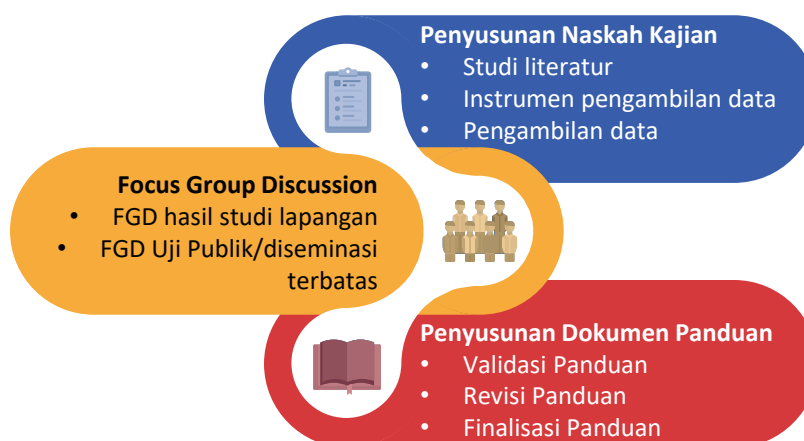 Penyusunan Naskah Kajian
• Studi literatur
• Instrumen pengambilan data
• Pengambilan data
Focus Group Discussion
• FGD hasil studi lapangan
• FGD Uji Publik/diseminasi
terbatas
Penyusunan Dokumen Panduan
• Validasi Panduan
• Revisi Panduan
• Finalisasi Panduan